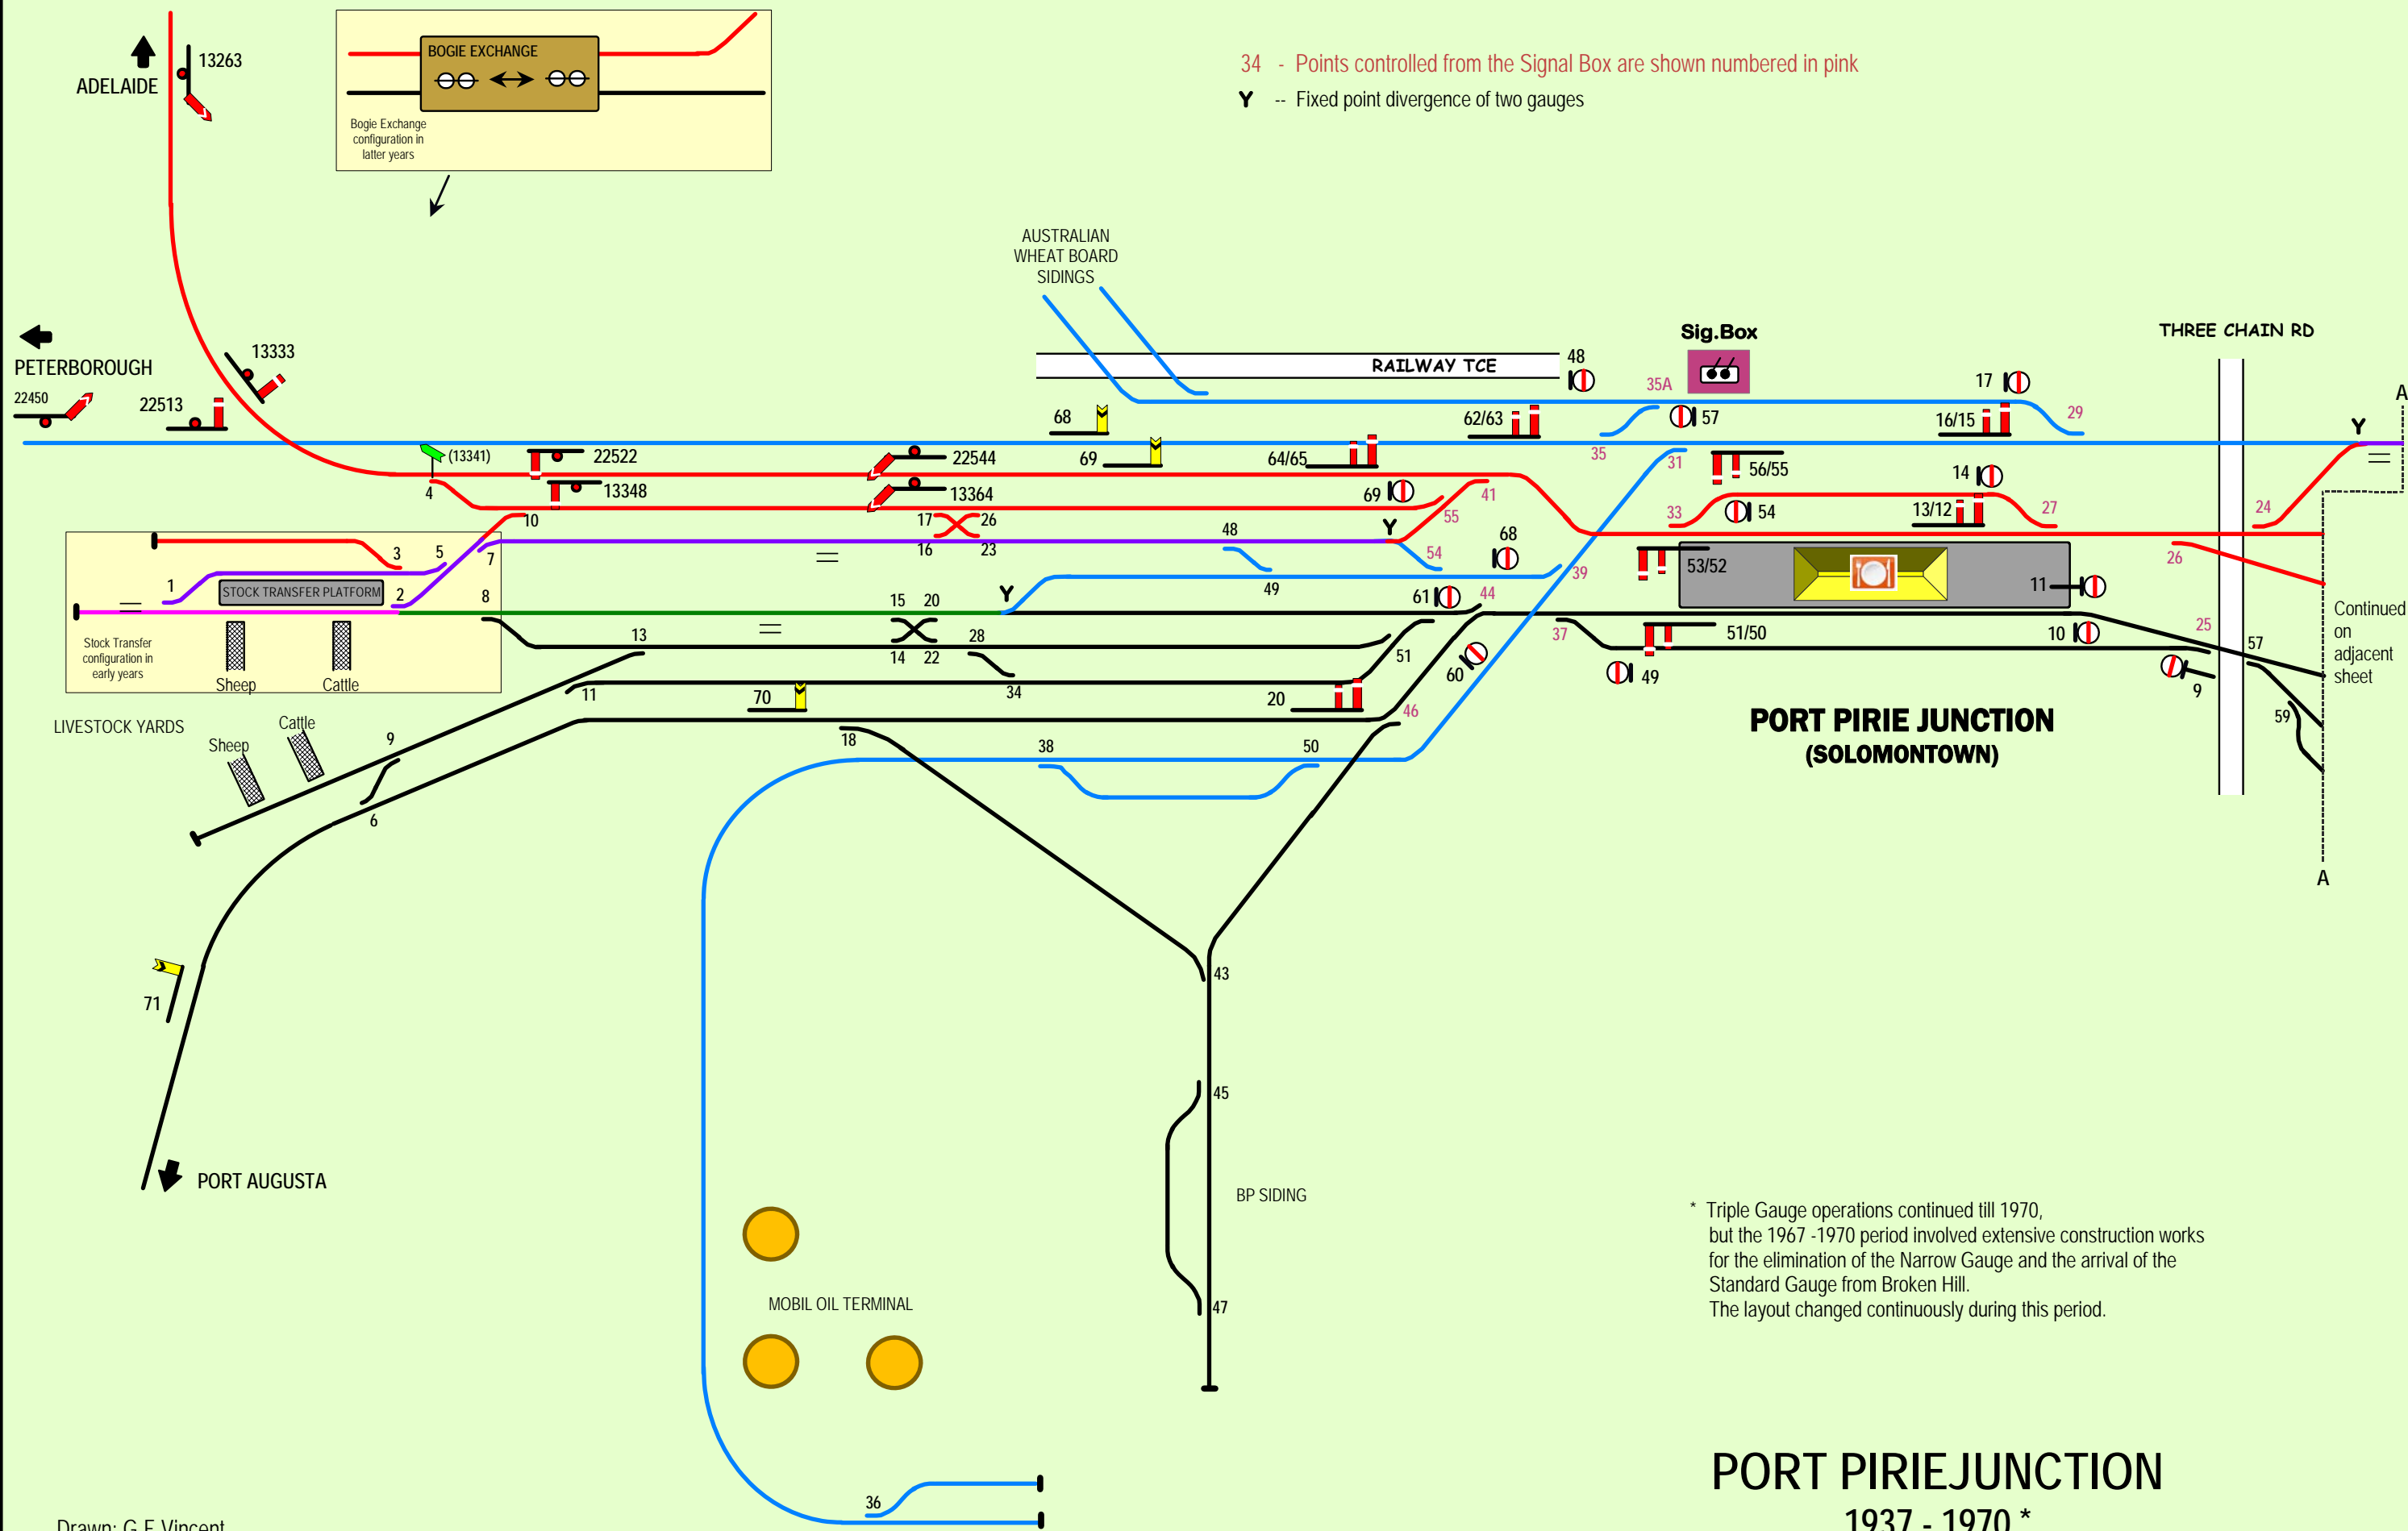 13263
ADELAIDE
BOGIE EXCHANGE
Bogie Exchange
configuration in
latter years
34 - Points controlled from the Signal Box are shown numbered in pink
Y -- Fixed point divergence of two gauges
AUSTRALIAN
WHEAT BOARD
SIDINGS
Sig.Box
THREE CHAIN RD
RAILWAY TCE
48
35A
17
A
PETERBOROUGH
13333
22450
22513
68
62/63
57
16/15
29
Y
(13341)
22522
22544
69
64/65
35
31
56/55
14
4
13348
13364
69
41
33
54
13/12
27
24
10
17
26
55
Y
16
23
48
54
68
53/52
26
3
5
7
1
STOCK TRANSFER PLATFORM
2
8
15
20
Y
49
39
61
44
11
Continued
on
adjacent
sheet
Stock Transfer
configuration in
early years
13
14
22
28
51
37
51/50
10
25
57
Sheep
Cattle
11
34
70
20
60
49
9
59
46
LIVESTOCK YARDS
Cattle
Sheep
9
18
38
50
PORT PIRIE JUNCTION
(SOLOMONTOWN)
6
A
43
71
45
PORT AUGUSTA
BP SIDING
* Triple Gauge operations continued till 1970,
but the 1967 -1970 period involved extensive construction works
for the elimination of the Narrow Gauge and the arrival of the
Standard Gauge from Broken Hill.
The layout changed continuously during this period.
47
MOBIL OIL TERMINAL
36
PORT PIRIEJUNCTION
1937 - 1970 *
Drawn: G F Vincent